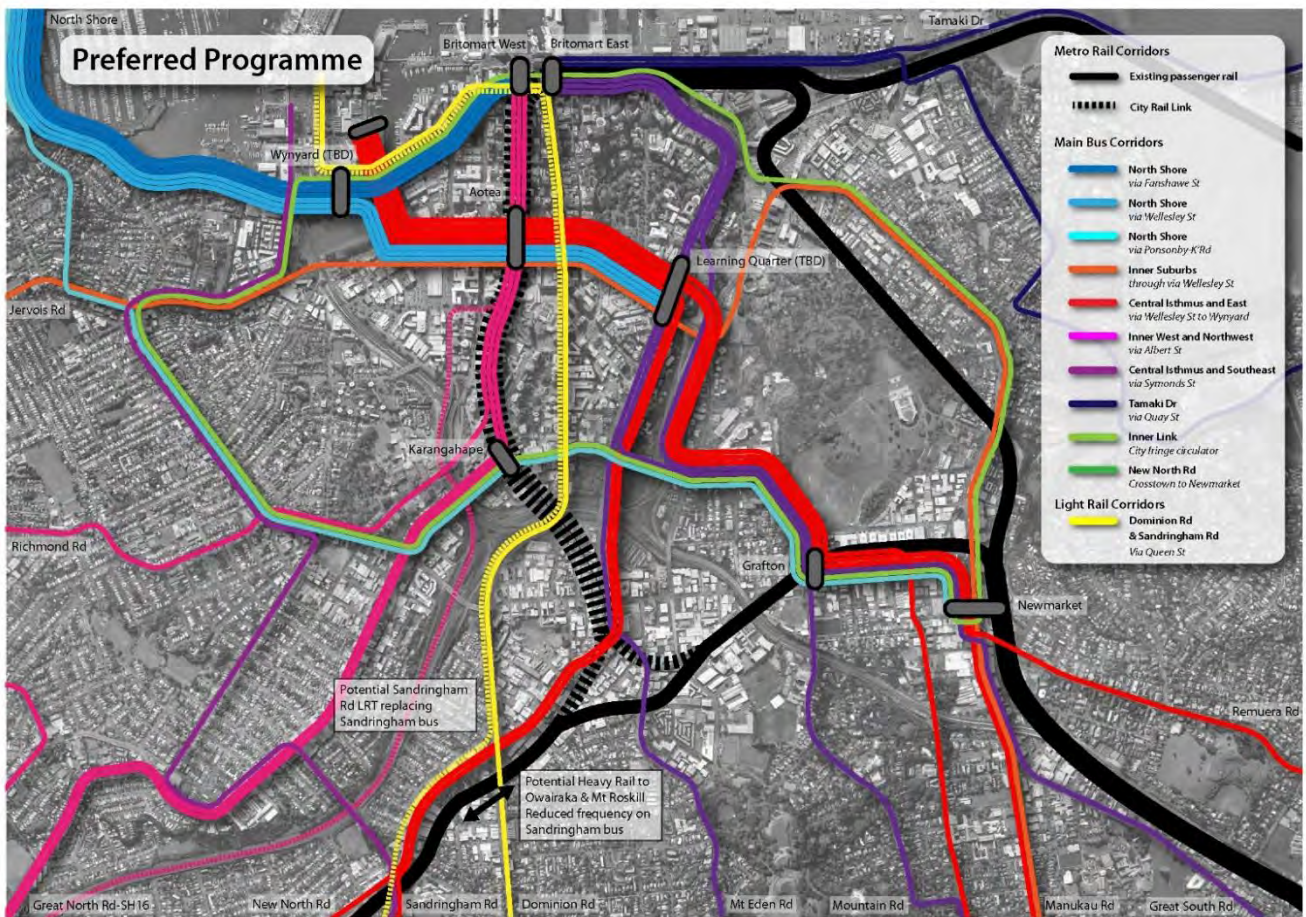 North Shore
Preferred Programme
Britomart West
Britomart East
Tamaki Dr
Wynyard (TBD)
Aotea
Learning Quarter (TBD)
Jervois Rd
Karangahape
Richmond Rd
Grafton
Newmarket
Potential Sandringham
Rd LRT replacing
Sandringham bus
Remuera Rd
Potential Heavy Rail to
Owairaka & Mt Roskill
Reduced frequency on
Sandringham bus
Great North Rd-SH16
New North Rd
Sandringham Rd
Dominion Rd
Mt Eden Rd
Mountain Rd
Manukau Rd
Great South Rd
Metro Rail Corridors
Existing passenger rail
City Rail Link
Main Bus Corridors
North Shore
via Fanshawe St
North Shore
via Wellesley St
North Shore
via Ponsonby-K'Rd
Inner Suburbs
through via Wellesley St
Central Isthmus and East
via Wellesley St to Wynyard
Inner West and Northwest
via Albert St
Central Isthmus and Southeast
via Symonds St
Tamaki Dr
via Quay St
Inner Link
City fringe circulator
New North Rd
Crosstown to Newmarket
Light Rail Corridors
Dominion Rd
& Sandringham Rd
Via Queen St